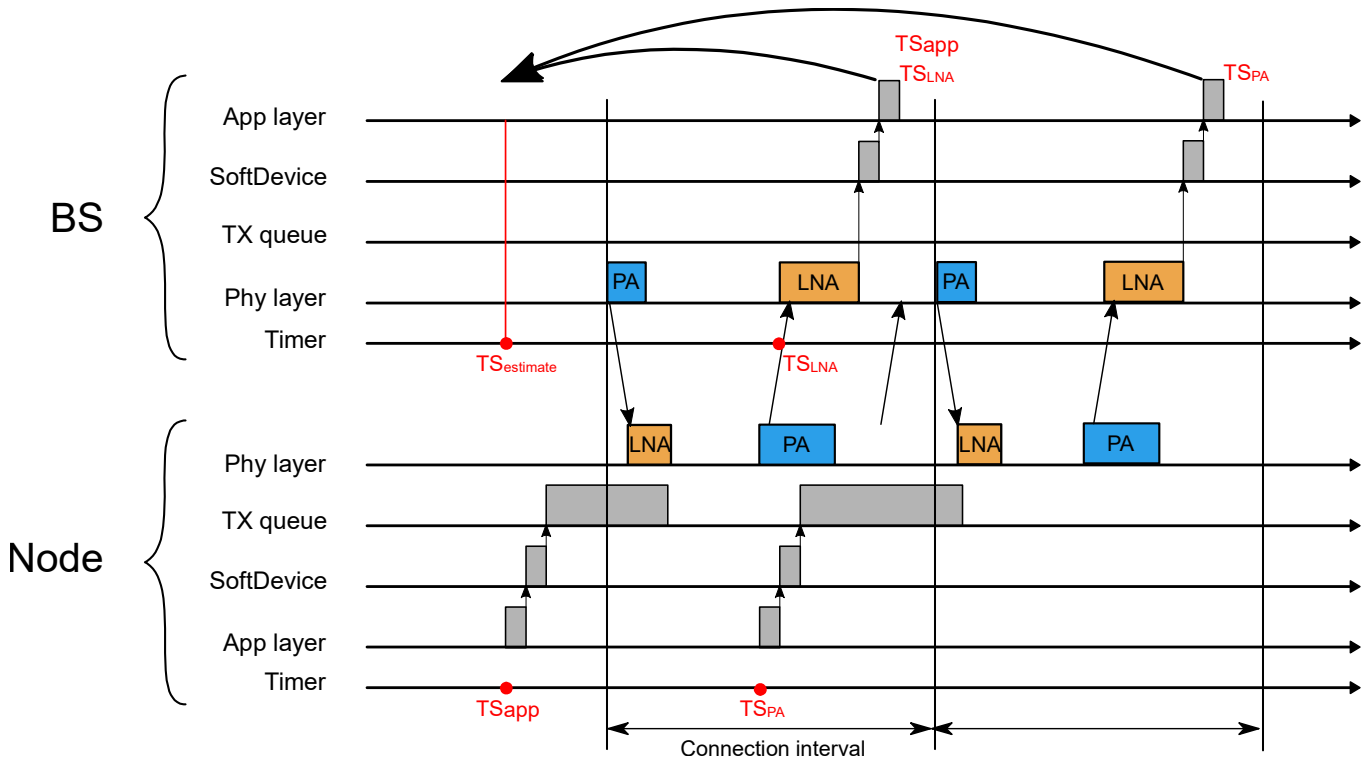 TSapp
TSLNA
TSPA
App layer
SoftDevice
BS
TX queue
PA
LNA
PA
LNA
Phy layer
Timer
TSestimate
TSLNA
LNA
PA
LNA
PA
Phy layer
TX queue
Node
SoftDevice
App layer
Timer
TSapp
TSPA
Connection interval